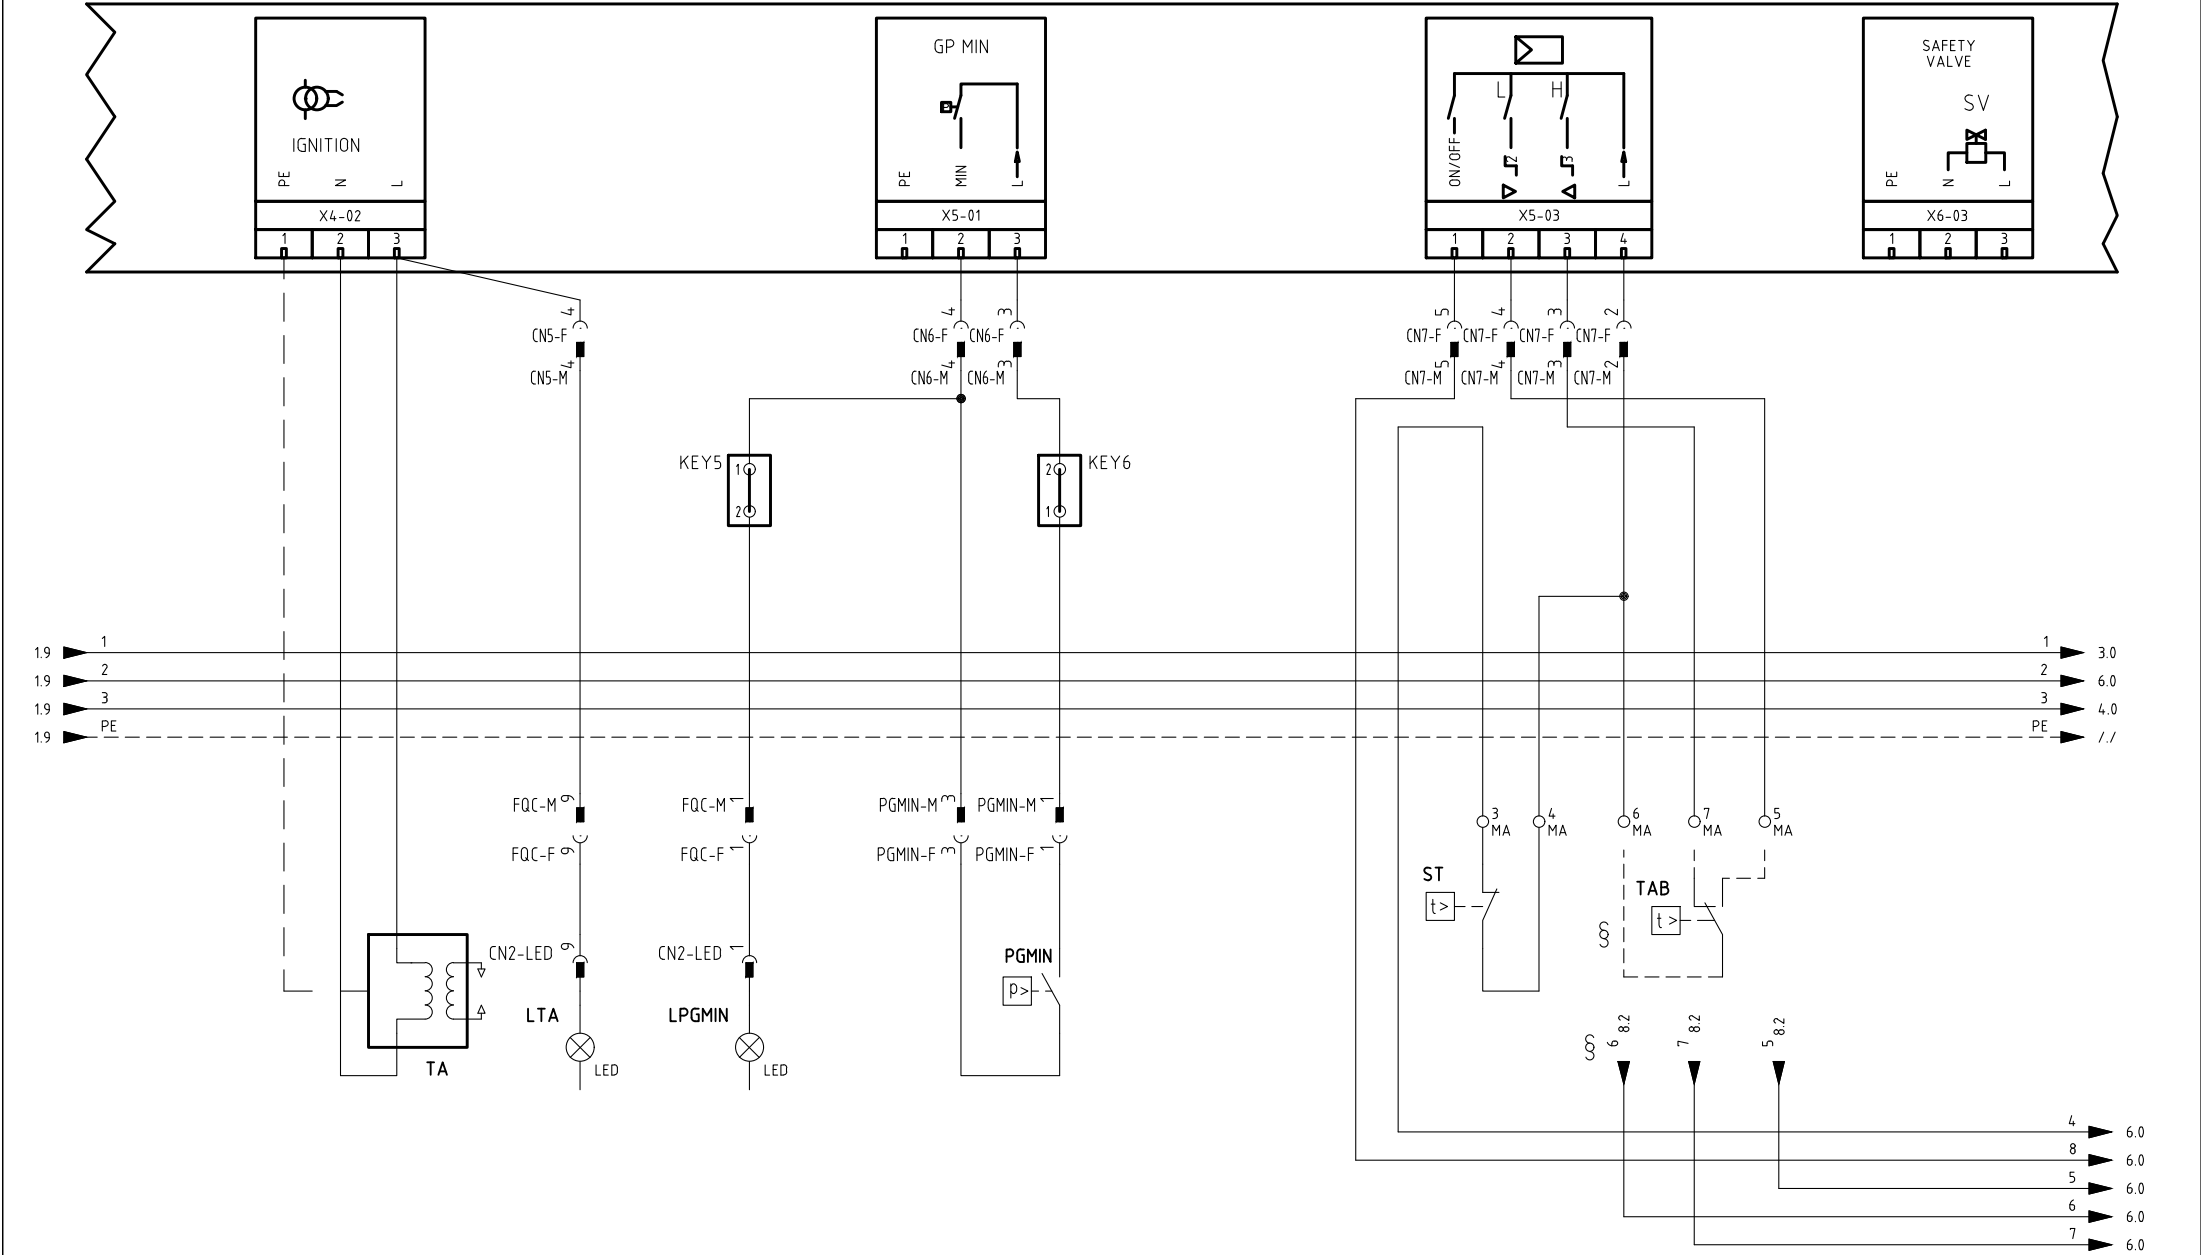 IGNITION
PE N L
X4-02
1 2 3
GP MIN
PE MIN L
X5-01
1 2 3
L H
ON/OFF 2 3 L
X5-03
1 2 3 4
SAFETY
VALVE
SV
PE N L
X6-03
1 2 3
4
CN5-F
4
CN5-M
4 3
CN6-F CN6-F
4 3
CN6-M CN6-M
5 4 3 2
CN7-F CN7-F CN7-F CN7-F
5 4 3 2
CN7-M CN7-M CN7-M CN7-M
KEY5
1
2
KEY6
2
1
1.9 1 1 3.0
1.9 2 2 6.0
1.9 3 3 4.0
1.9 PE PE /./
FQC-M 9
FQC-F 9
FQC-M 1
FQC-F 1
PGMIN-M 3
PGMIN-F 3
PGMIN-M 1
PGMIN-F 1
3 MA
4 MA
6 MA
7 MA
5 MA
ST
t>
TAB
t>
§
CN2-LED 9
CN2-LED 1
PGMIN
p>
LTA
LED
LPGMIN
LED
TA
§
6 8.2
7 8.2
5 8.2
4 6.0
8 6.0
5 6.0
6 6.0
7 6.0